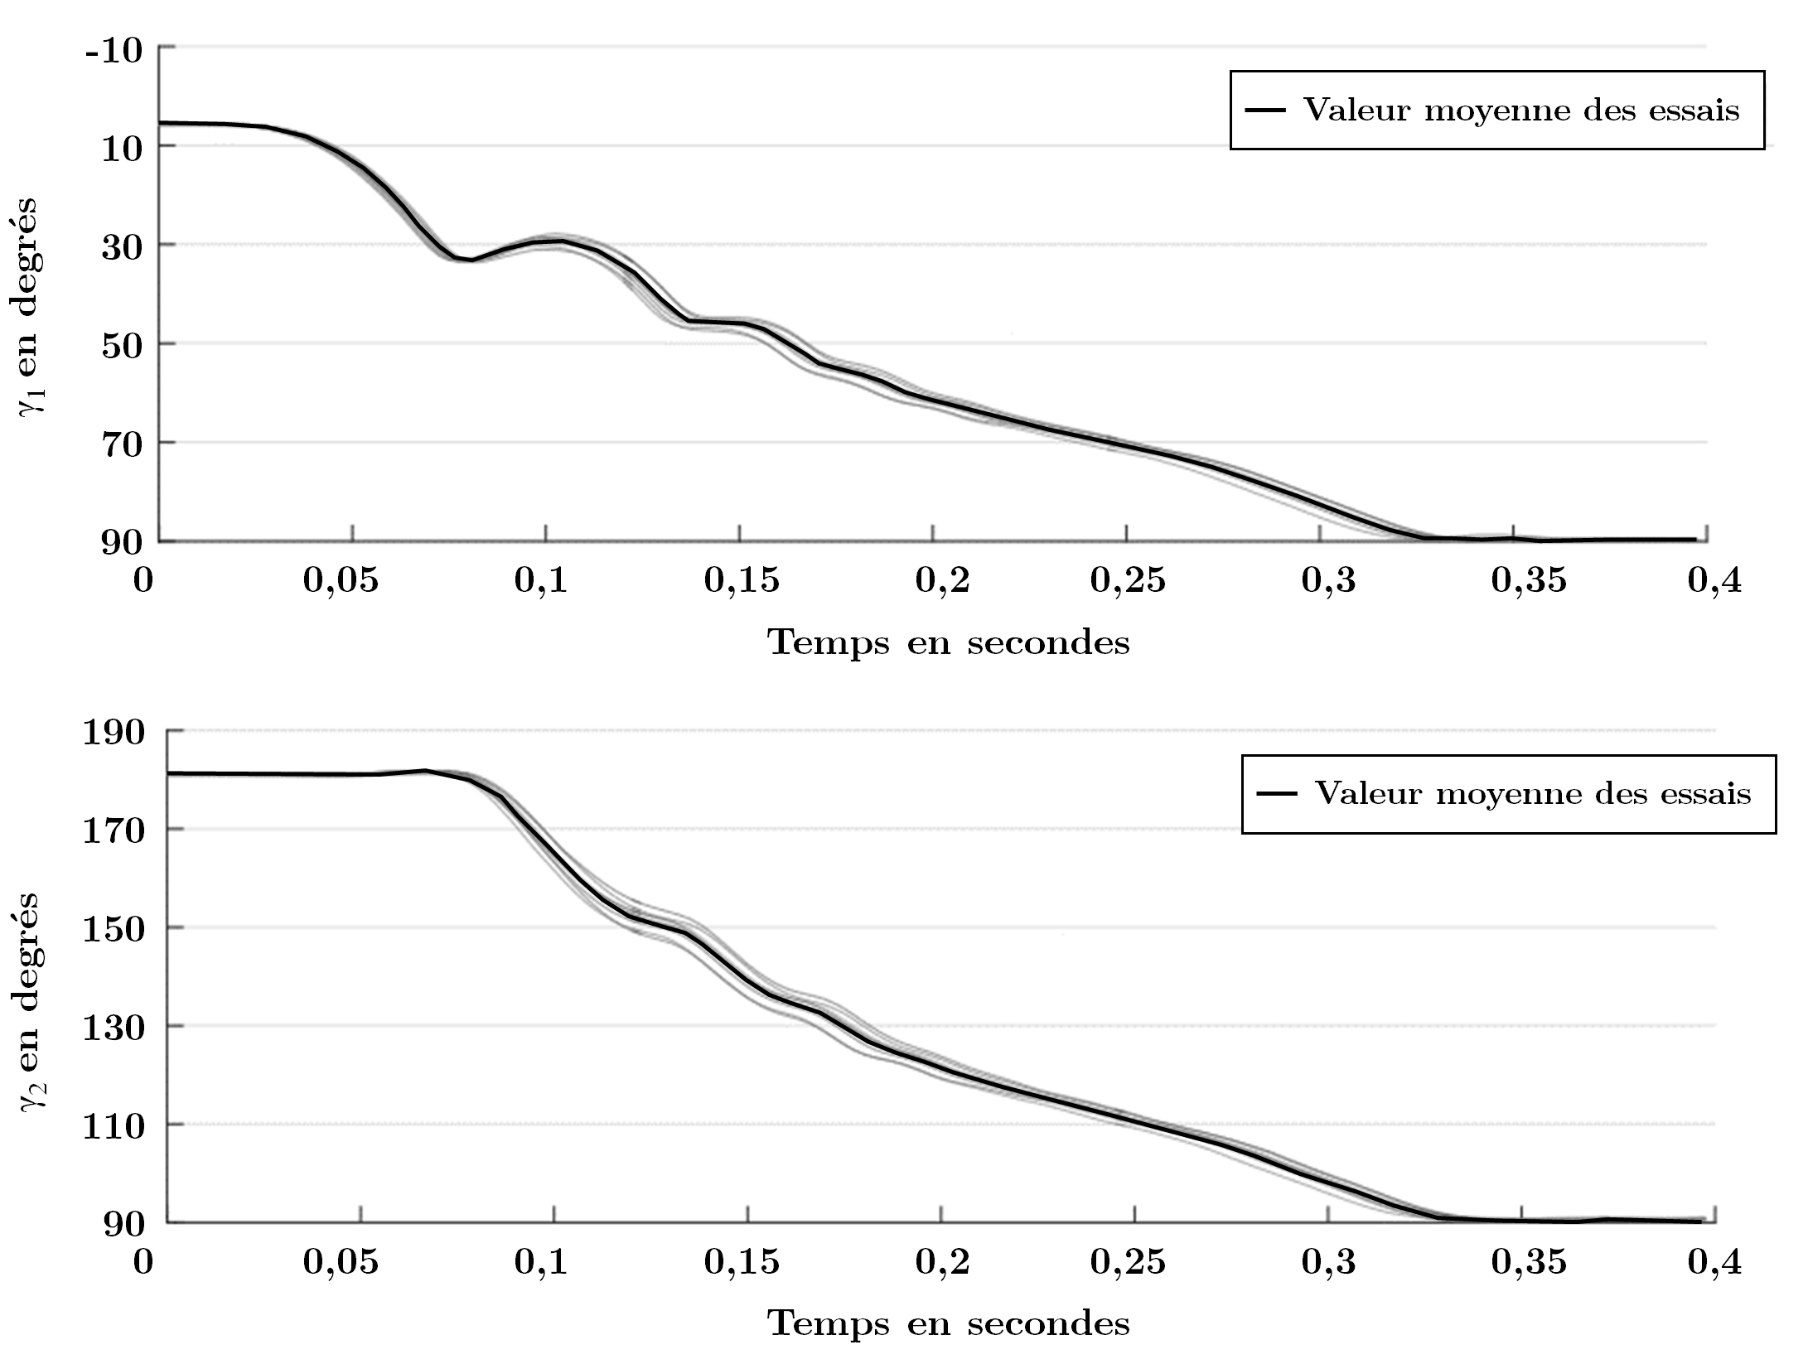 -10
10
30
50
70
90
γ1 en degrés
Valeur moyenne des essais
0 0,05 0,1 0,15 0,2 0,25 0,3 0,35 0,4
Temps en secondes
190
170
150
130
110
90
γ2 en degrés
Valeur moyenne des essais
0 0,05 0,1 0,15 0,2 0,25 0,3 0,35 0,4
Temps en secondes